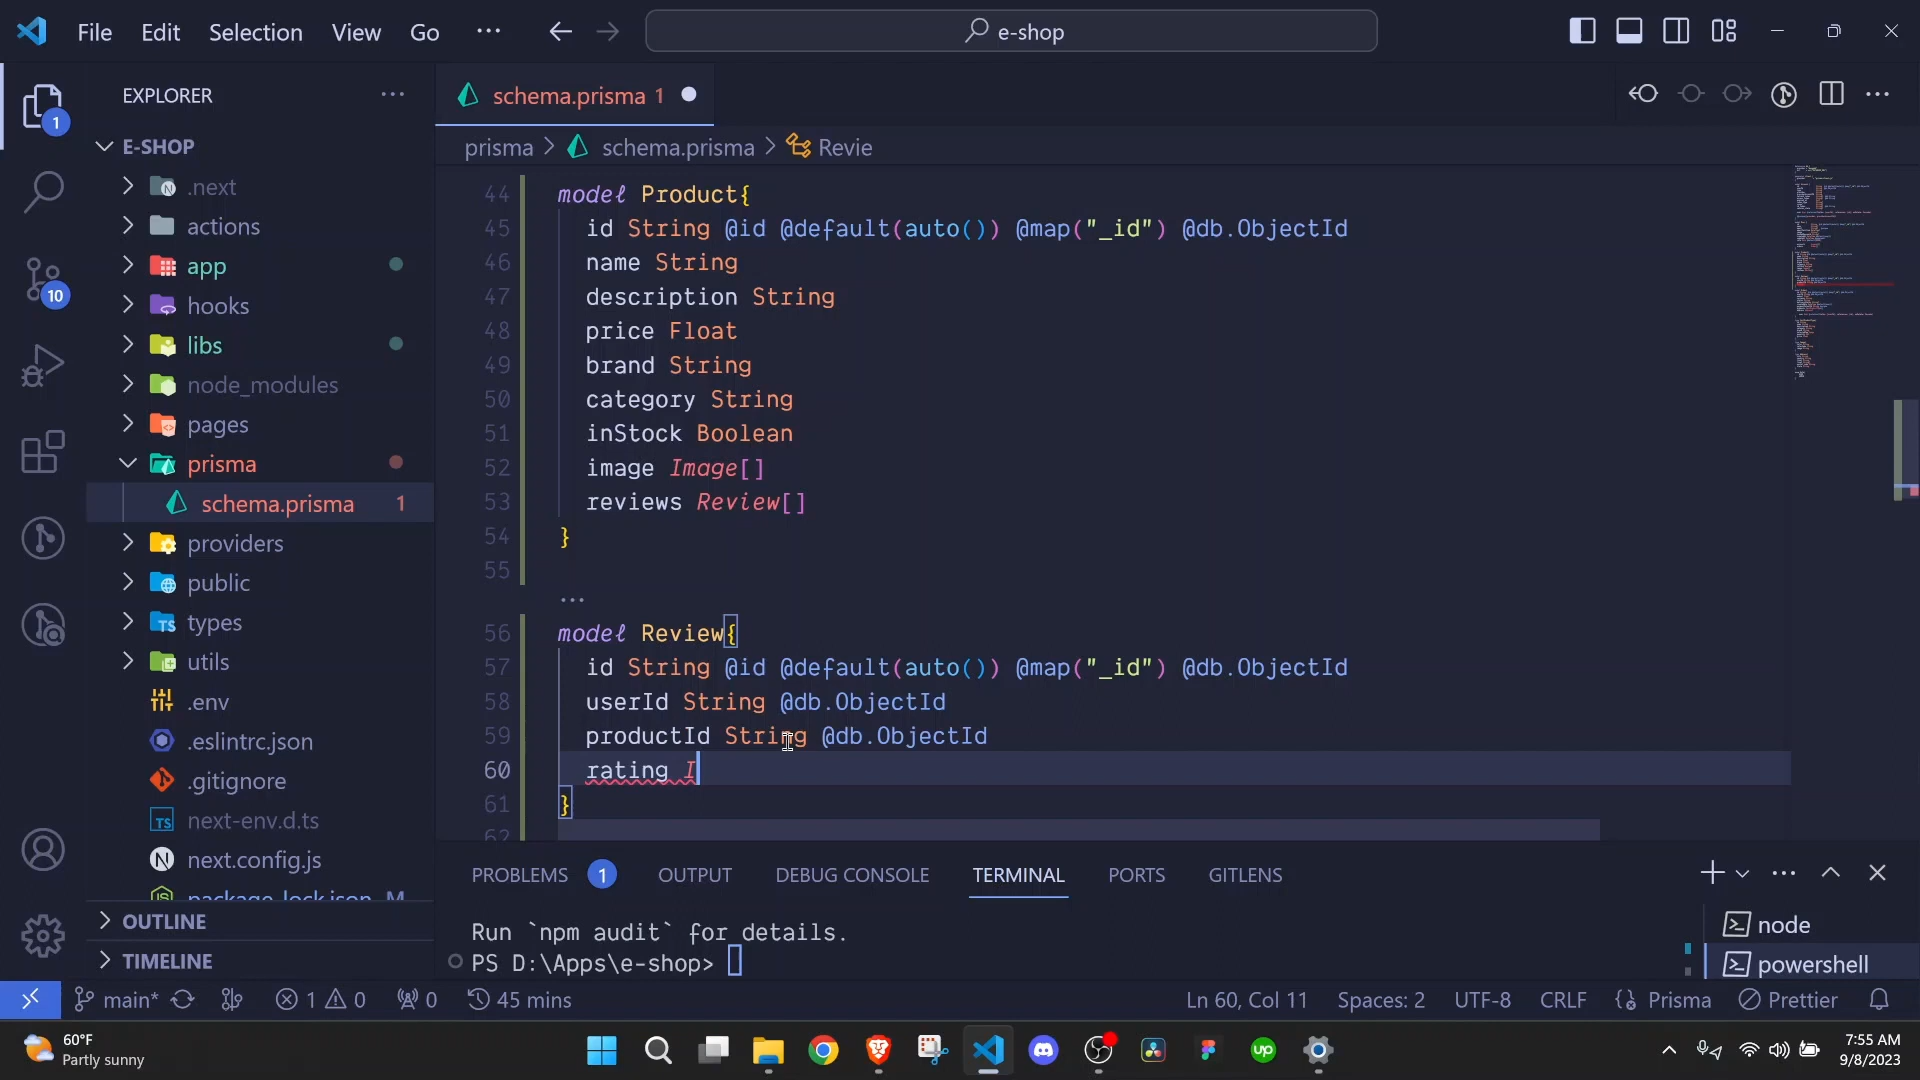 File Edit Selection View Go ··· e-shop
EXPLORER ···
schema.prisma 1
1
E-SHOP
prisma > schema.prisma > Revie
.next
actions
app
10
hooks
libs
node_modules
pages
prisma
schema.prisma 1
providers
public
types
utils
.env
.eslintrc.json
.gitignore
next-env.d.ts
next.config.js
package-lock.json M
OUTLINE
TIMELINE
44 model Product{
45 id String @id @default(auto()) @map("_id") @db.ObjectId
46 name String
47 description String
48 price Float
49 brand String
50 category String
51 inStock Boolean
52 image Image[]
53 reviews Review[]
54 }
55
···
56 model Review{
57 id String @id @default(auto()) @map("_id") @db.ObjectId
58 userId String @db.ObjectId
59 productId String @db.ObjectId
60 rating I
61 }
62
PROBLEMS 1 OUTPUT DEBUG CONSOLE TERMINAL PORTS GITLENS
Run `npm audit` for details.
PS D:\Apps\e-shop>
node
powershell
main* 1 0 0 45 mins Ln 60, Col 11 Spaces: 2 UTF-8 CRLF Prisma Prettier
60°F
Partly sunny
up
7:55 AM
9/8/2023